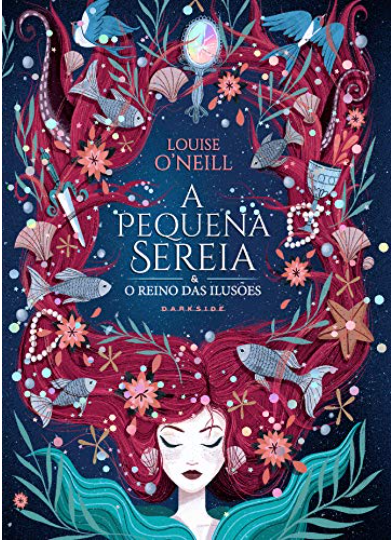 LOUISE
O'NEILL
A
PEQUENA
SEREIA
&
O REINO DAS ILUSÕES
DARKSIDE